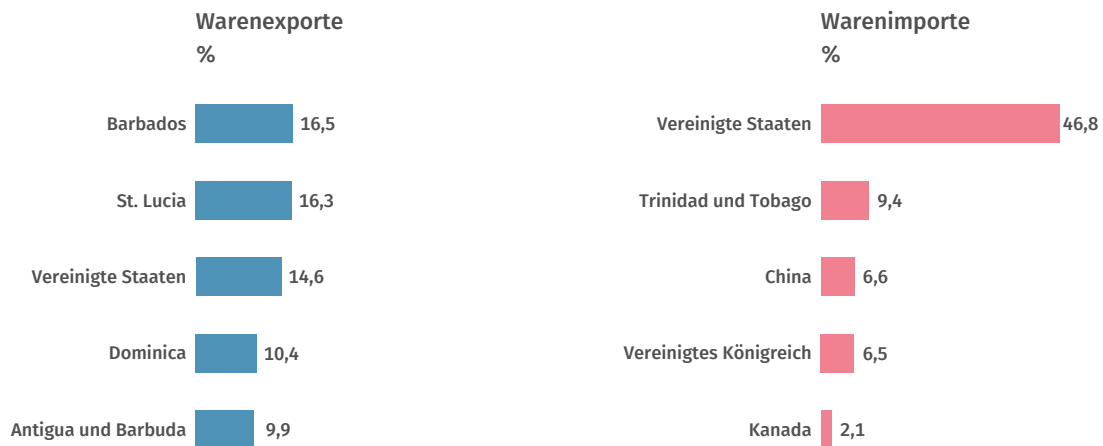 Warenexporte
%
Barbados 16,5
St. Lucia 16,3
Vereinigte Staaten 14,6
Dominica 10,4
Antigua und Barbuda 9,9
Warenimporte
%
Vereinigte Staaten 46,8
Trinidad und Tobago 9,4
China 6,6
Vereinigtes Königreich 6,5
Kanada 2,1